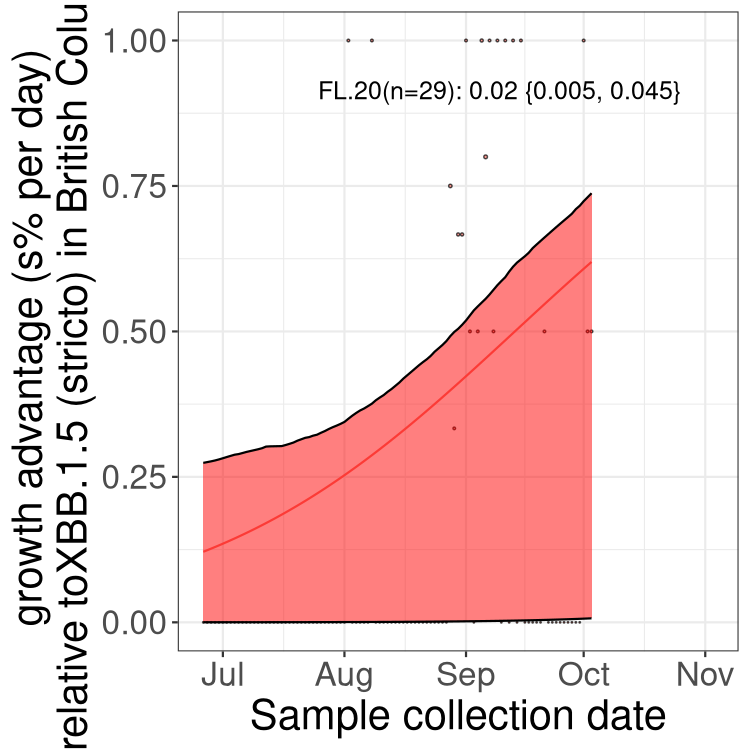 growth advantage (s% per day)
relative toXBB.1.5 (stricto) in British Colu
1.00
0.75
0.50
0.25
0.00
FL.20(n=29): 0.02 {0.005, 0.045}
Jul Aug Sep Oct Nov
Sample collection date